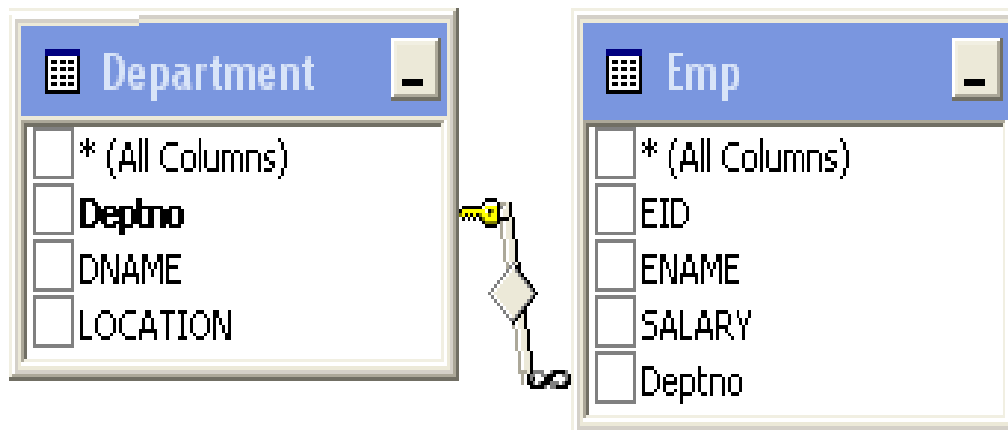 Department
* (All Columns)
Deptno
DNAME
LOCATION
Emp
* (All Columns)
EID
ENAME
SALARY
Deptno